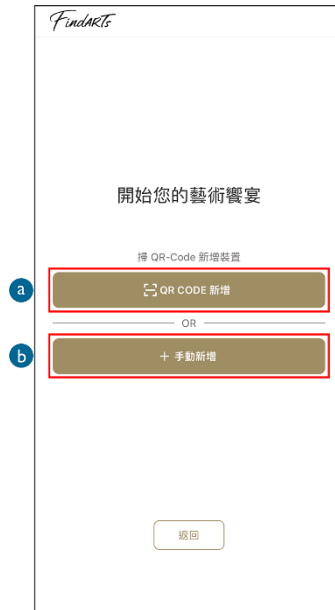 FindARTs
開始您的藝術饗宴
掃 QR-Code 新增裝置
a
QR CODE 新增
OR
b
+ 手動新增
返回